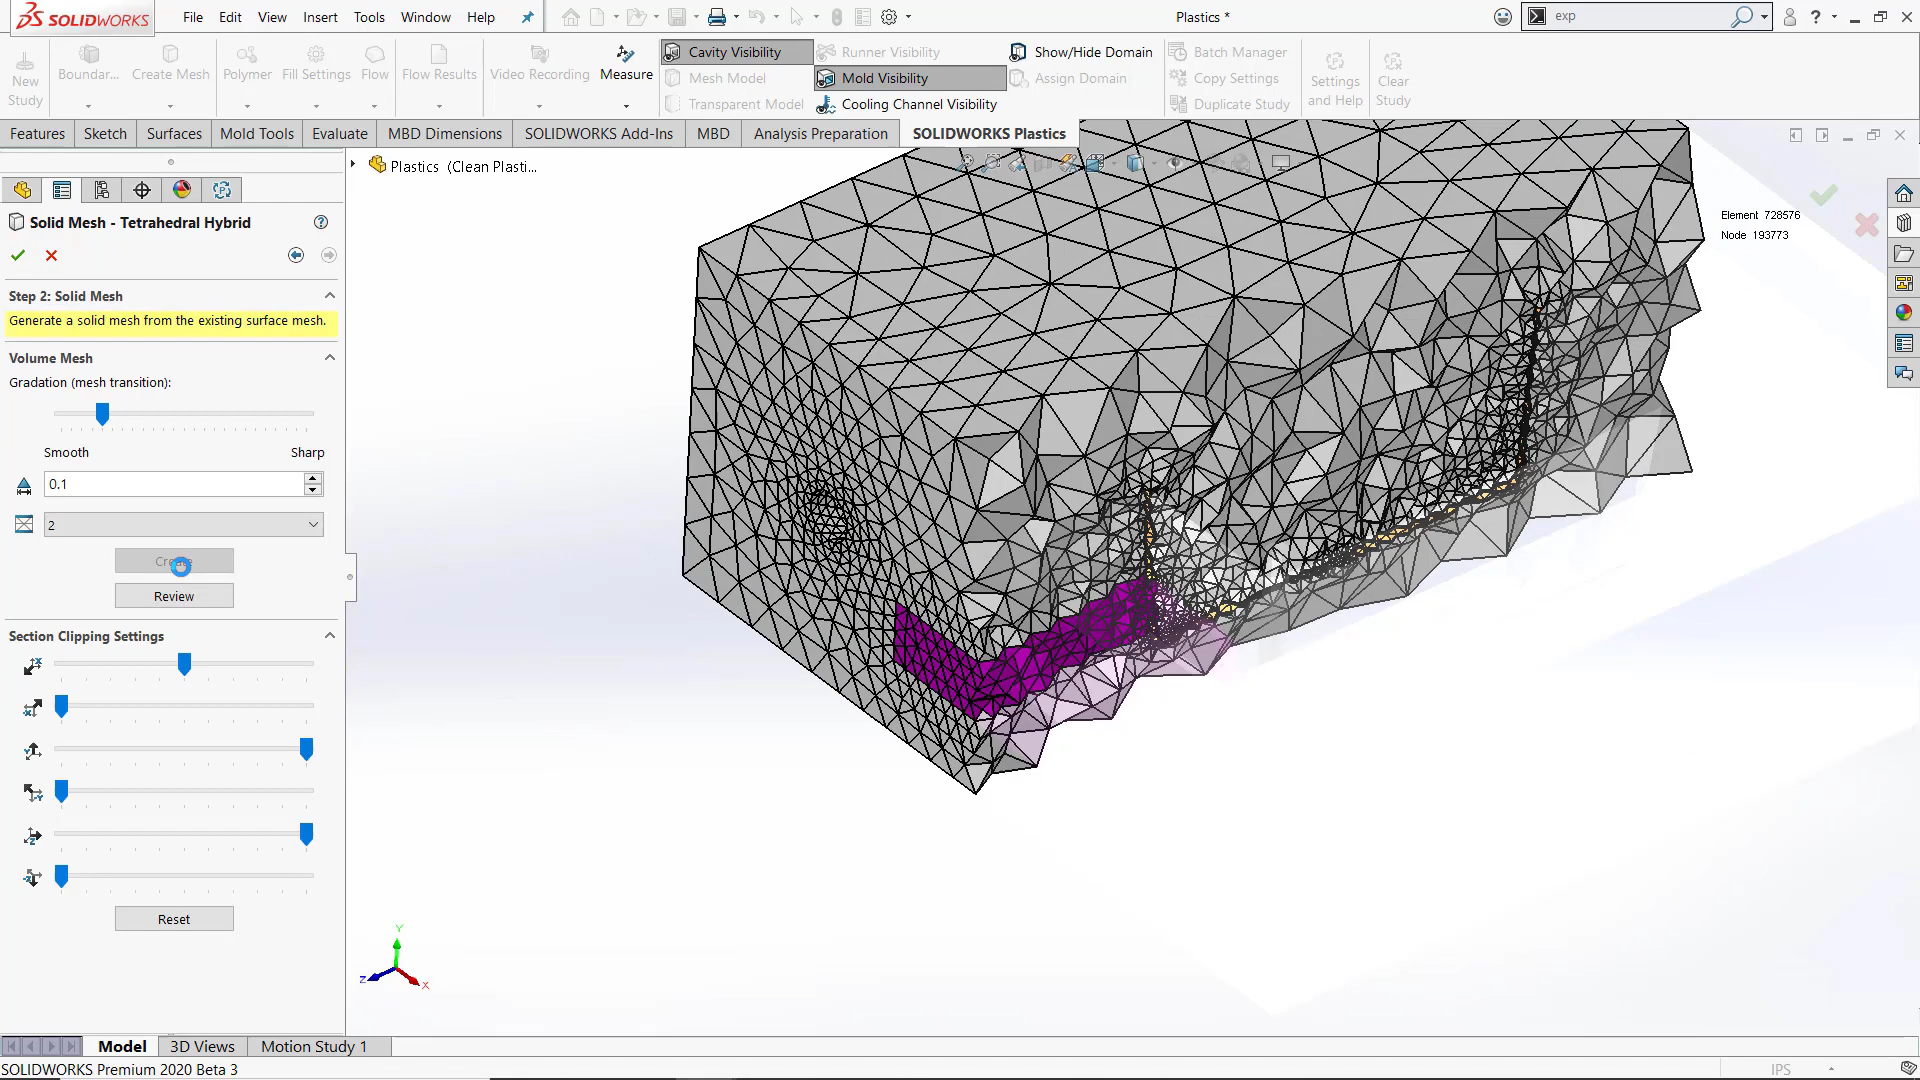 SOLIDWORKS File Edit View Insert Tools Window Help Plastics * exp ?
New Study
Boundar...
Create Mesh
Polymer
Fill Settings
Flow
Flow Results
Video Recording
Measure
Cavity Visibility
Mesh Model
Transparent Model
Runner Visibility
Mold Visibility
Cooling Channel Visibility
Show/Hide Domain
Assign Domain
Batch Manager
Copy Settings
Duplicate Study
Settings and Help
Clear Study
Features Sketch Surfaces Mold Tools Evaluate MBD Dimensions SOLIDWORKS Add-Ins MBD Analysis Preparation SOLIDWORKS Plastics
Plastics (Clean Plasti...
Solid Mesh - Tetrahedral Hybrid ?
Step 2: Solid Mesh
Generate a solid mesh from the existing surface mesh.
Volume Mesh
Gradation (mesh transition):
Smooth Sharp
0.1
2
Create
Review
Section Clipping Settings
Reset
Element 728576
Node 193773
Y
Z
X
Model 3D Views Motion Study 1
SOLIDWORKS Premium 2020 Beta 3
IPS